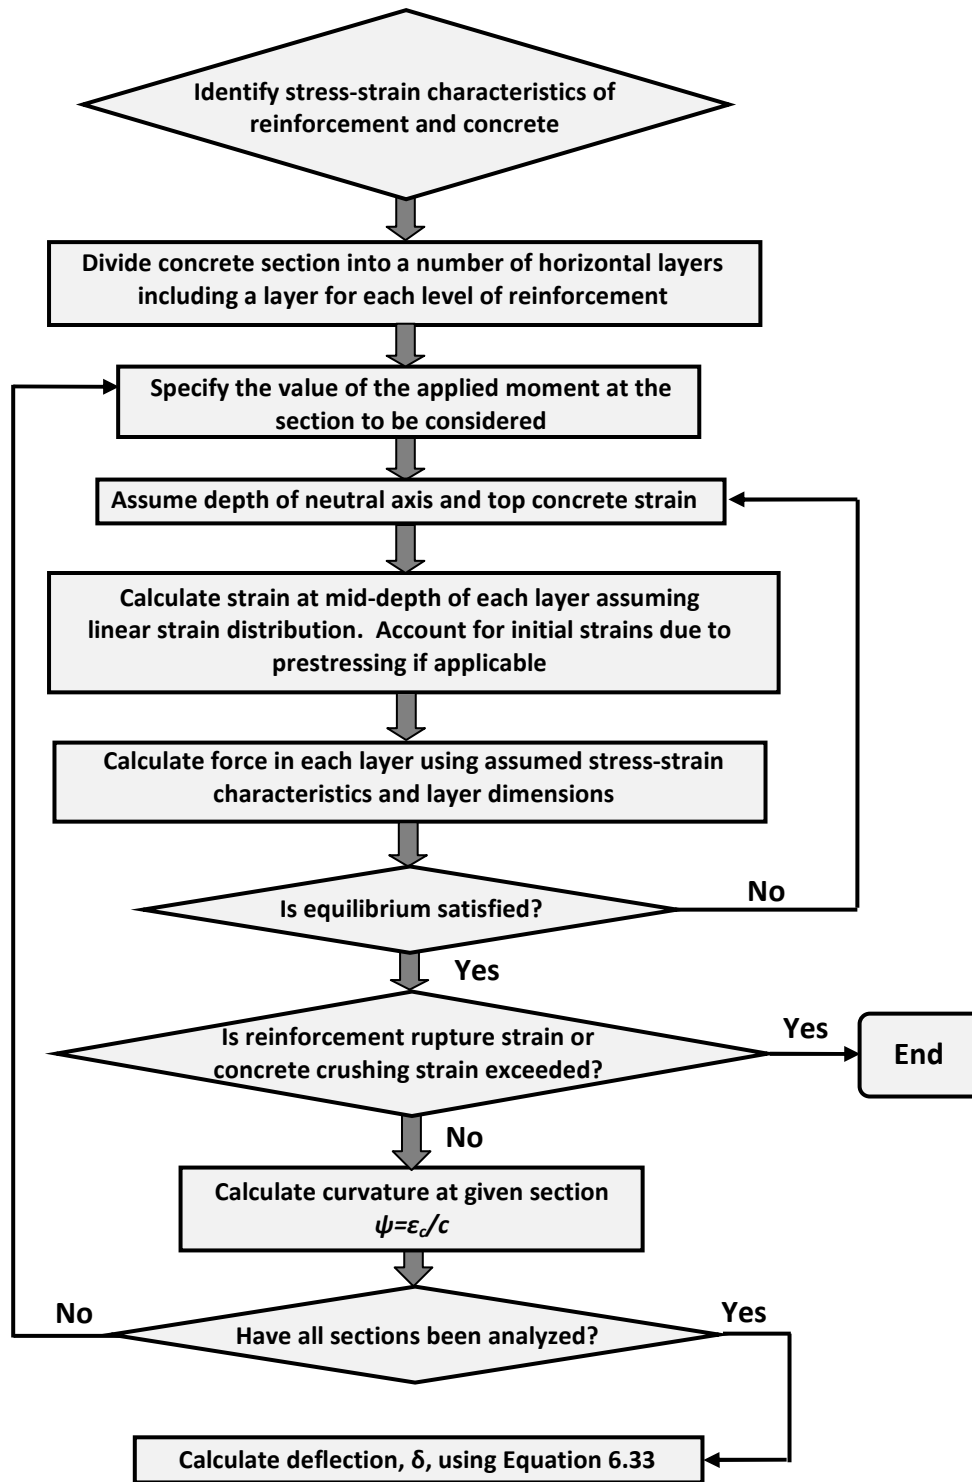 Identify stress-strain characteristics of
reinforcement and concrete
Divide concrete section into a number of horizontal layers
including a layer for each level of reinforcement
Specify the value of the applied moment at the
section to be considered
Assume depth of neutral axis and top concrete strain
Calculate strain at mid-depth of each layer assuming
linear strain distribution.  Account for initial strains due to
prestressing if applicable
Calculate force in each layer using assumed stress-strain
characteristics and layer dimensions
Is equilibrium satisfied?
No
Yes
Is reinforcement rupture strain or
concrete crushing strain exceeded?
Yes
End
No
Calculate curvature at given section
ψ=εc/c
Have all sections been analyzed?
No
Yes
Calculate deflection, δ, using Equation 6.33